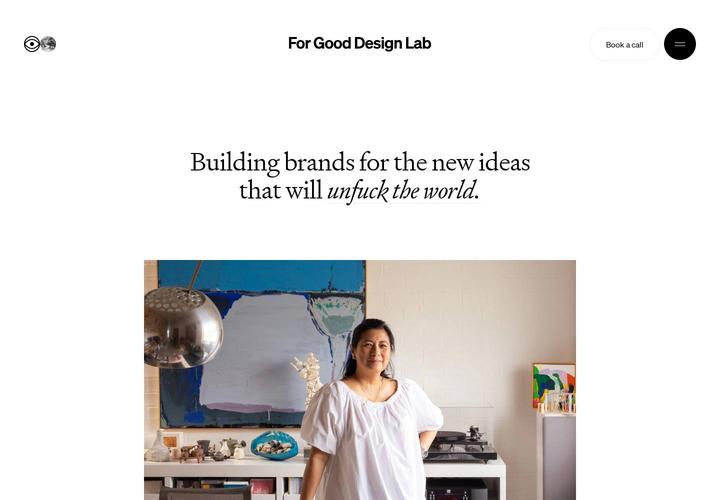 For Good Design Lab
Book a call
Building brands for the new ideas
that will unfuck the world.